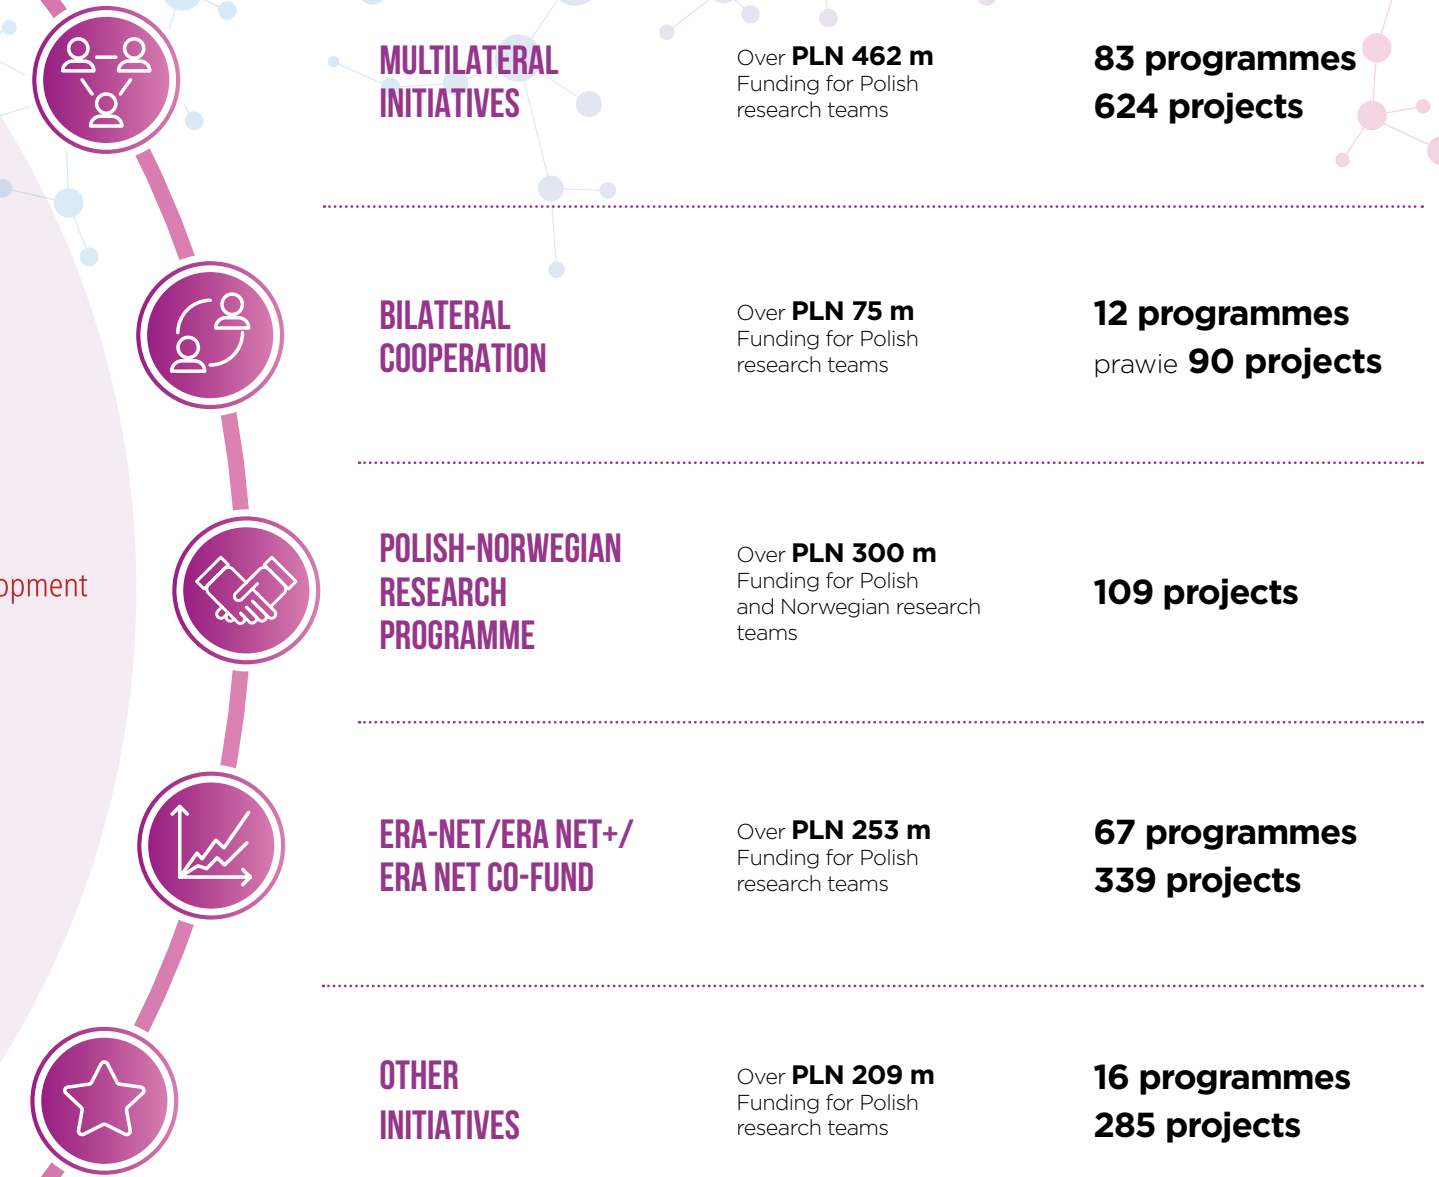 MULTILATERAL
INITIATIVES
Over PLN 462 m
Funding for Polish
research teams
83 programmes
624 projects
BILATERAL
COOPERATION
Over PLN 75 m
Funding for Polish
research teams
12 programmes
prawie 90 projects
opment
POLISH-NORWEGIAN
RESEARCH
PROGRAMME
Over PLN 300 m
Funding for Polish
and Norwegian research
teams
109 projects
ERA-NET/ERA NET+/
ERA NET CO-FUND
Over PLN 253 m
Funding for Polish
research teams
67 programmes
339 projects
OTHER
INITIATIVES
Over PLN 209 m
Funding for Polish
research teams
16 programmes
285 projects